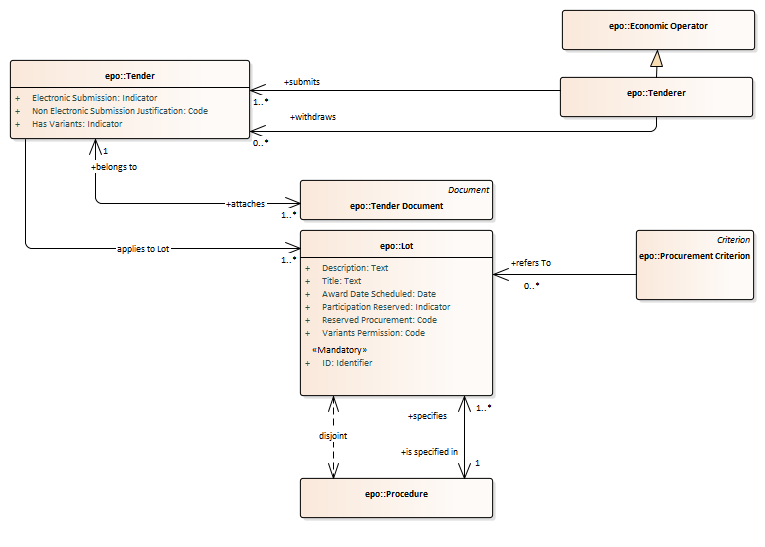 epo::Economic Operator
epo::Tender
+ Electronic Submission: Indicator
+ Non Electronic Submission Justification: Code
+ Has Variants: Indicator
+submits
1..*
epo::Tenderer
+withdraws
0..*
1
+belongs to
+attaches
1..*
Document
epo::Tender Document
applies to Lot
1..*
epo::Lot
+ Description: Text
+ Title: Text
+ Award Date Scheduled: Date
+ Participation Reserved: Indicator
+ Reserved Procurement: Code
+ Variants Permission: Code
«Mandatory»
+ ID: Identifier
+refers To
0..*
Criterion
epo::Procurement Criterion
disjoint
+specifies
1..*
+is specified in
1
epo::Procedure